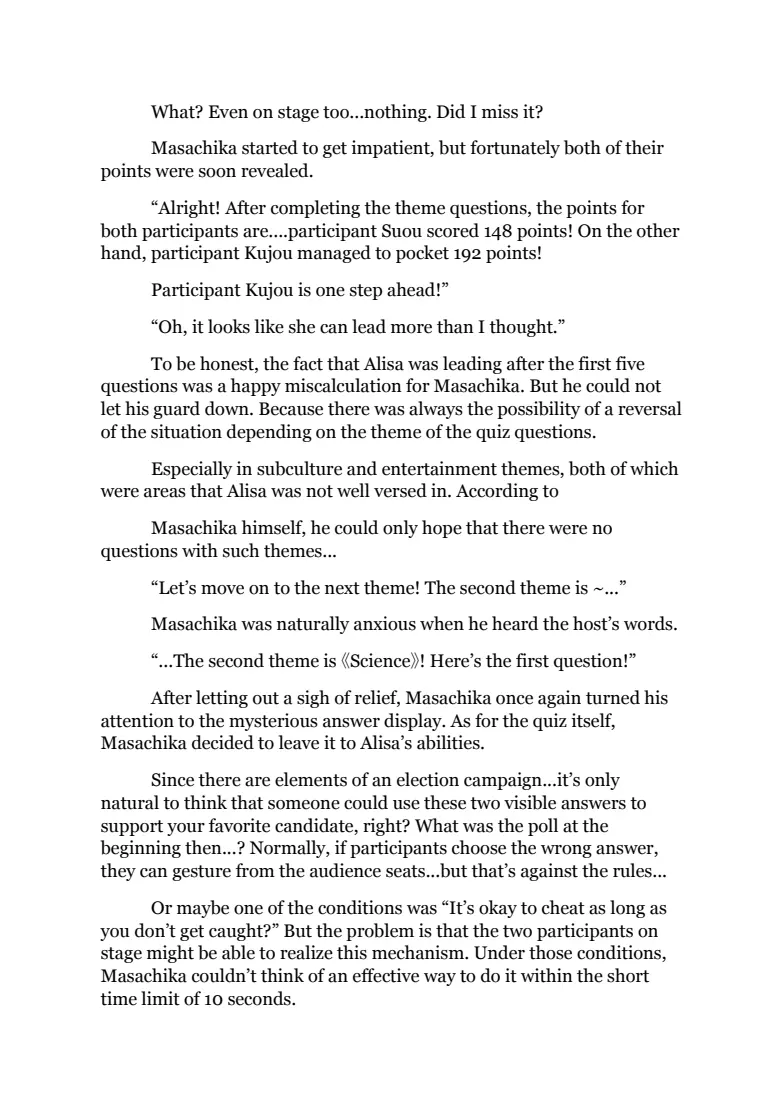 What? Even on stage too...nothing. Did I miss it?
Masachika started to get impatient, but fortunately both of their
points were soon revealed.
“Alright! After completing the theme questions, the points for
both participants are....participant Suou scored 148 points! On the other
hand, participant Kujou managed to pocket 192 points!
Participant Kujou is one step ahead!”
“Oh, it looks like she can lead more than I thought.”
To be honest, the fact that Alisa was leading after the first five
questions was a happy miscalculation for Masachika. But he could not
let his guard down. Because there was always the possibility of a reversal
of the situation depending on the theme of the quiz questions.
Especially in subculture and entertainment themes, both of which
were areas that Alisa was not well versed in. According to
Masachika himself, he could only hope that there were no
questions with such themes...
“Let’s move on to the next theme! The second theme is ~...”
Masachika was naturally anxious when he heard the host’s words.
“...The second theme is 《Science》! Here’s the first question!”
After letting out a sigh of relief, Masachika once again turned his
attention to the mysterious answer display. As for the quiz itself,
Masachika decided to leave it to Alisa’s abilities.
Since there are elements of an election campaign...it’s only
natural to think that someone could use these two visible answers to
support your favorite candidate, right? What was the poll at the
beginning then...? Normally, if participants choose the wrong answer,
they can gesture from the audience seats...but that’s against the rules...
Or maybe one of the conditions was “It’s okay to cheat as long as
you don’t get caught?” But the problem is that the two participants on
stage might be able to realize this mechanism. Under those conditions,
Masachika couldn’t think of an effective way to do it within the short
time limit of 10 seconds.